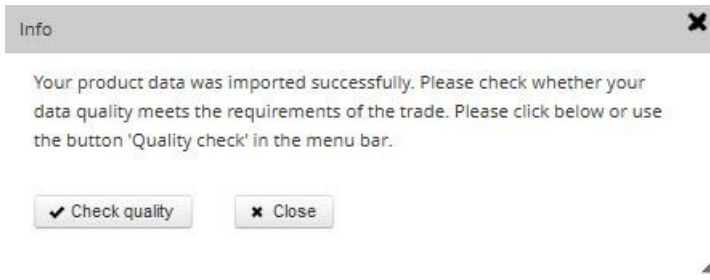 Info
Your product data was imported successfully. Please check whether your
data quality meets the requirements of the trade. Please click below or use
the button 'Quality check' in the menu bar.
Check quality
Close